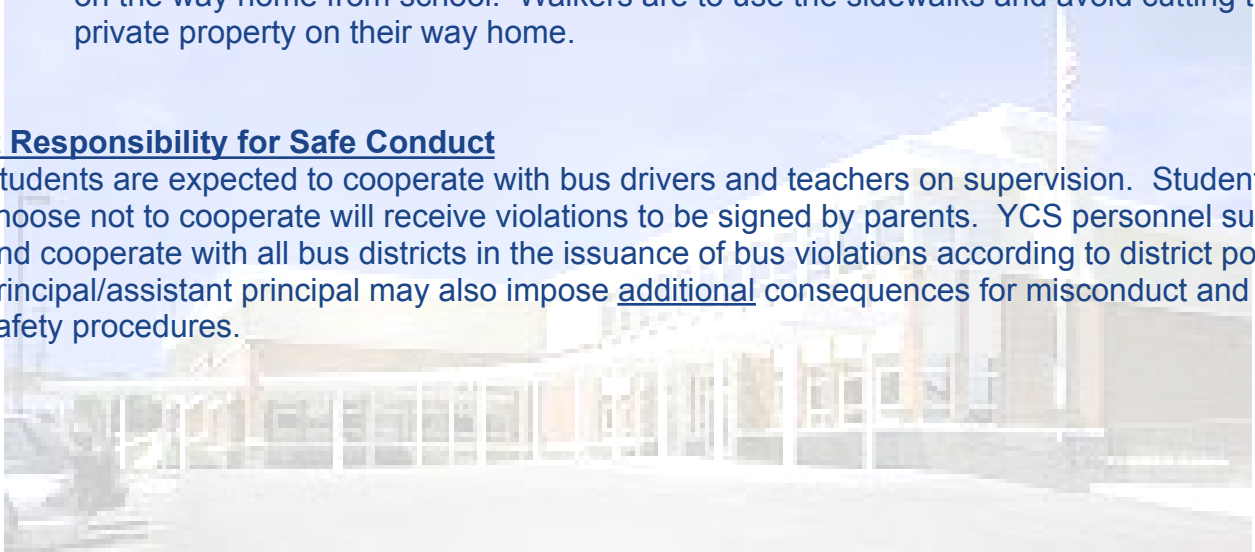 on the way home from school. Walkers are to use the sidewalks and avoid cutting
private property on their way home.
Responsibility for Safe Conduct
tudents are expected to cooperate with bus drivers and teachers on supervision. Student
hoose not to cooperate will receive violations to be signed by parents. YCS personnel su
nd cooperate with all bus districts in the issuance of bus violations according to district po
rincipal/assistant principal may also impose additional consequences for misconduct and
afety procedures.